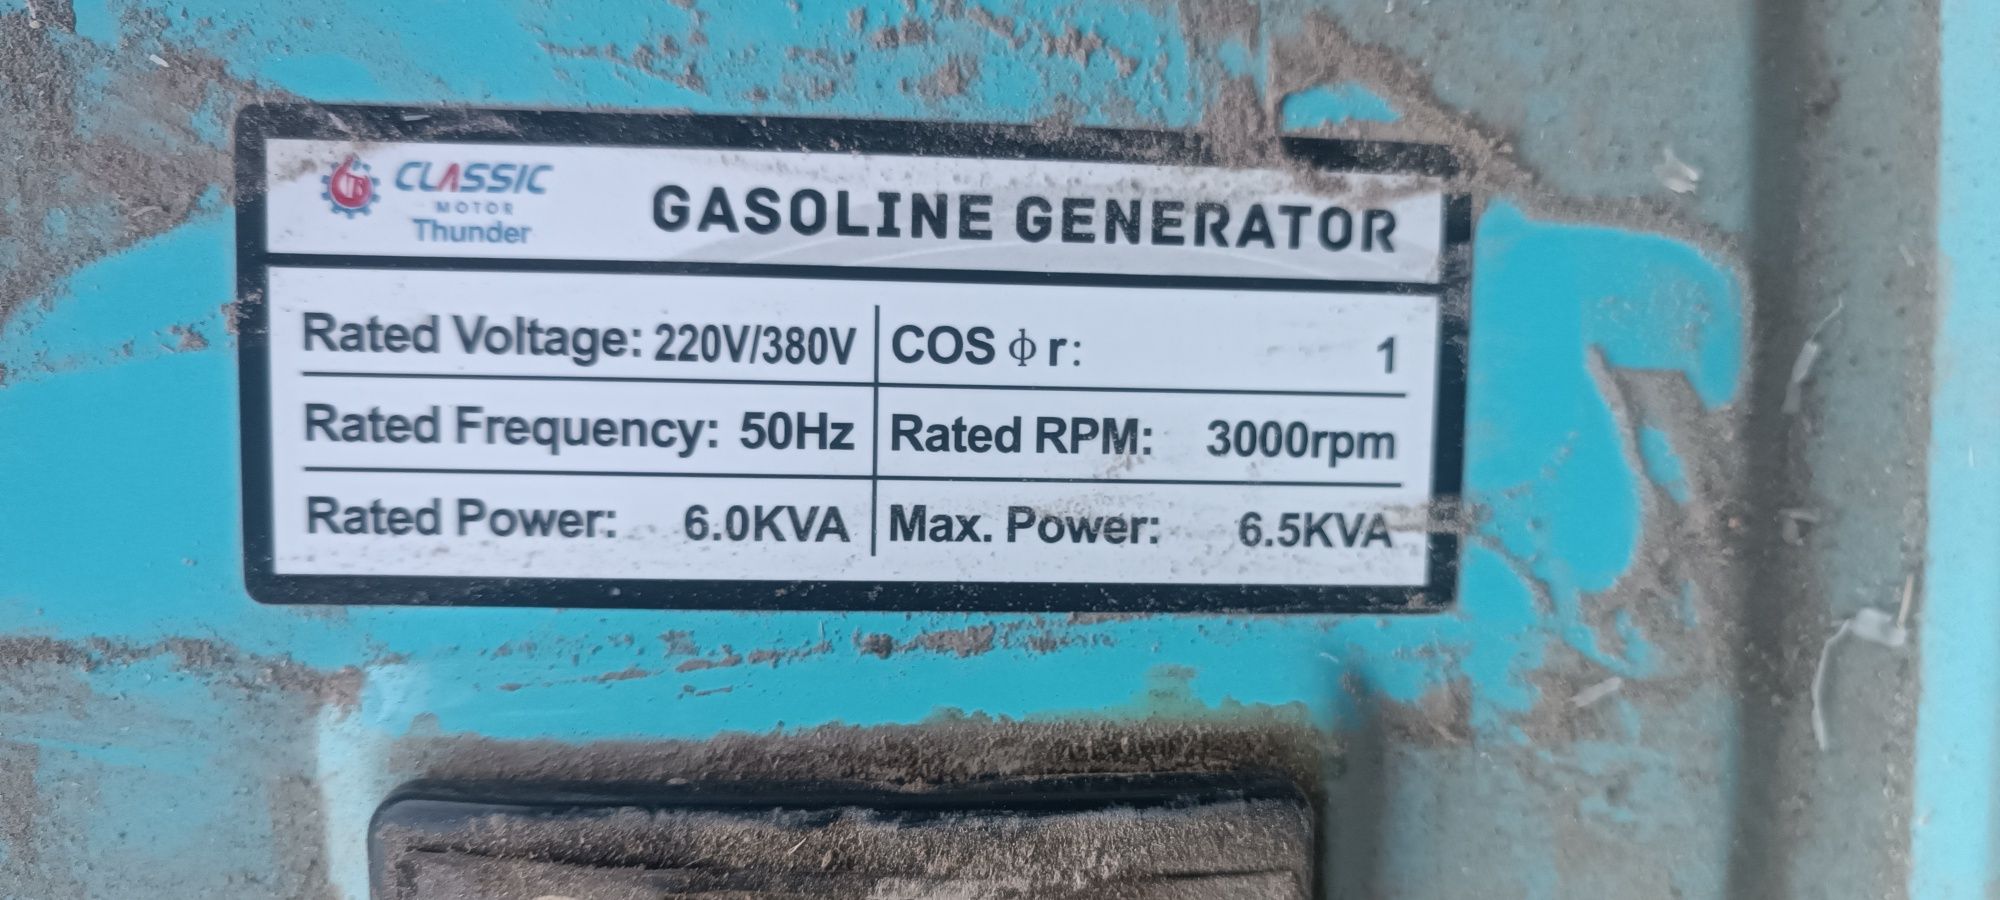 CLASSIC
MOTOR
Thunder
GASOLINE GENERATOR
Rated Voltage: 220V/380V
COS ϕ r: 1
Rated Frequency: 50Hz
Rated RPM: 3000rpm
Rated Power: 6.0KVA
Max. Power: 6.5KVA